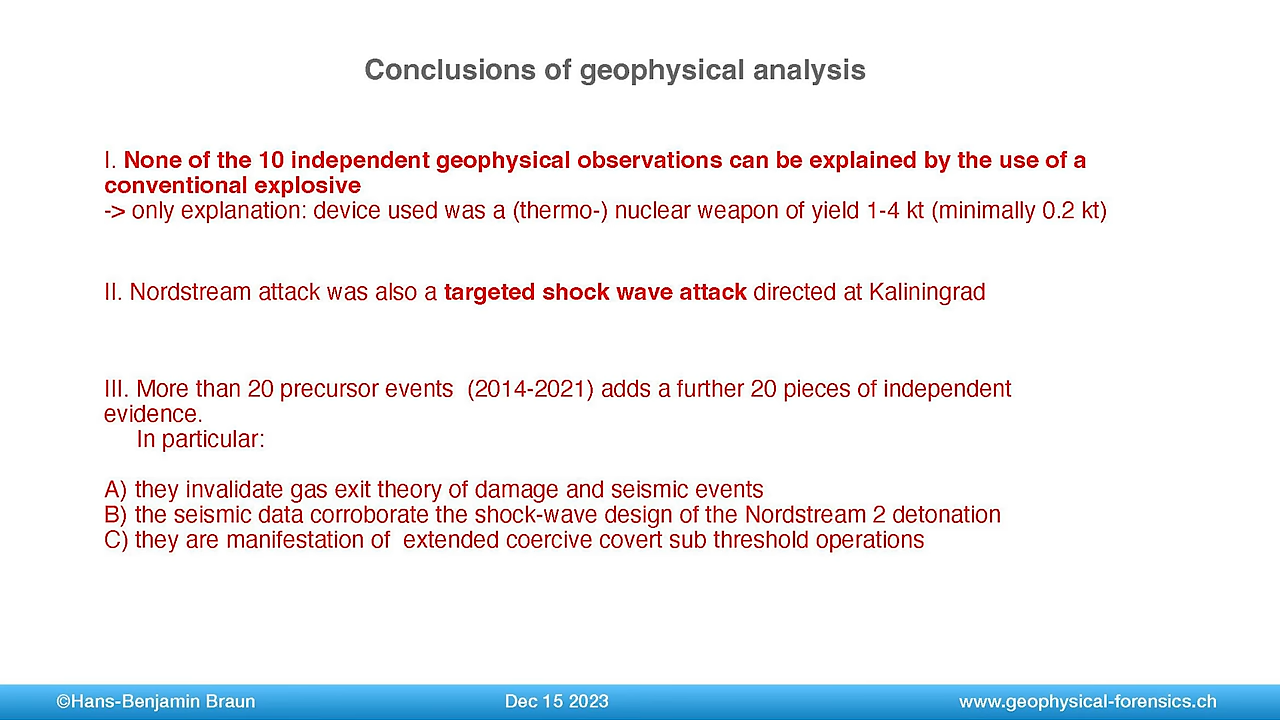 Conclusions of geophysical analysis
I. None of the 10 independent geophysical observations can be explained by the use of a
conventional explosive
-> only explanation: device used was a (thermo-) nuclear weapon of yield 1-4 kt (minimally 0.2 kt)
II. Nordstream attack was also a targeted shock wave attack directed at Kaliningrad
III. More than 20 precursor events  (2014-2021) adds a further 20 pieces of independent
evidence.
In particular:
A) they invalidate gas exit theory of damage and seismic events
B) the seismic data corroborate the shock-wave design of the Nordstream 2 detonation
C) they are manifestation of  extended coercive covert sub threshold operations
©Hans-Benjamin Braun
Dec 15 2023
www.geophysical-forensics.ch